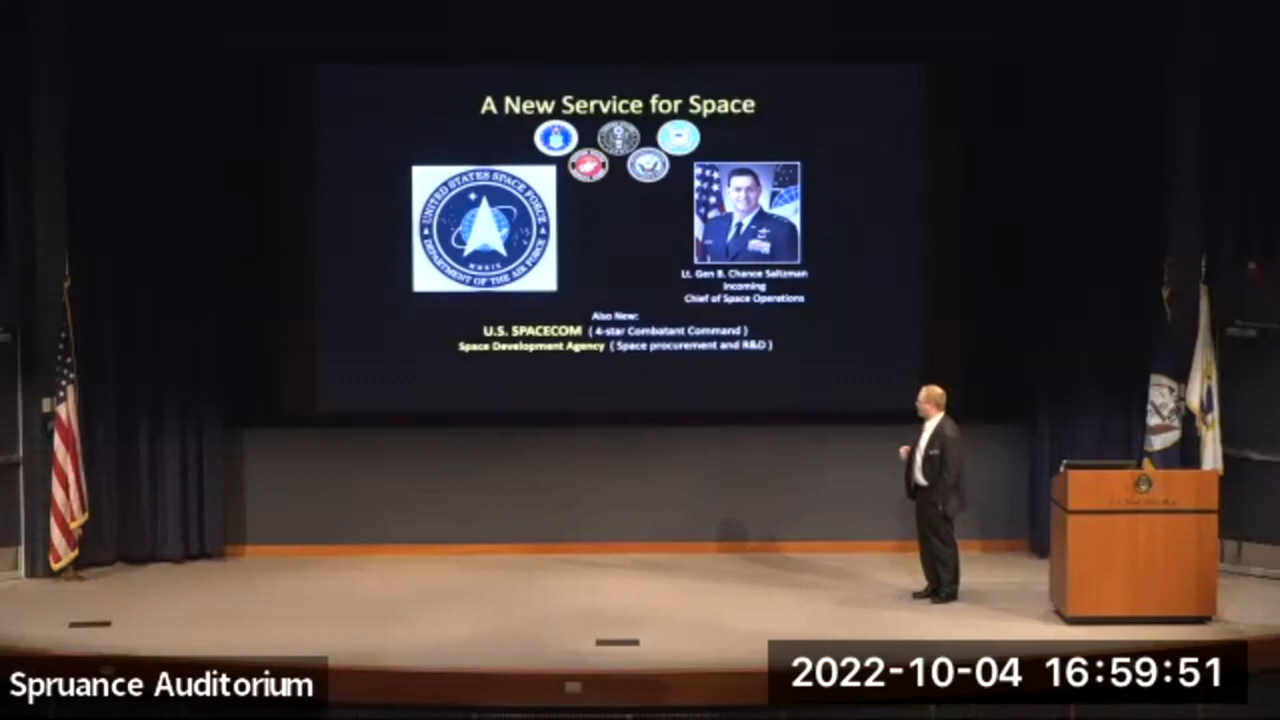 A New Service for Space
UNITED STATES SPACE FORCE
DEPARTMENT OF THE AIR FORCE
MMXIX
Lt. Gen B. Chance Saltzman
Incoming
Chief of Space Operations
Also New:
U.S. SPACECOM ( 4-star Combatant Command )
Space Development Agency ( Space procurement and R&D )
Spruance Auditorium
2022-10-04 16:59:51